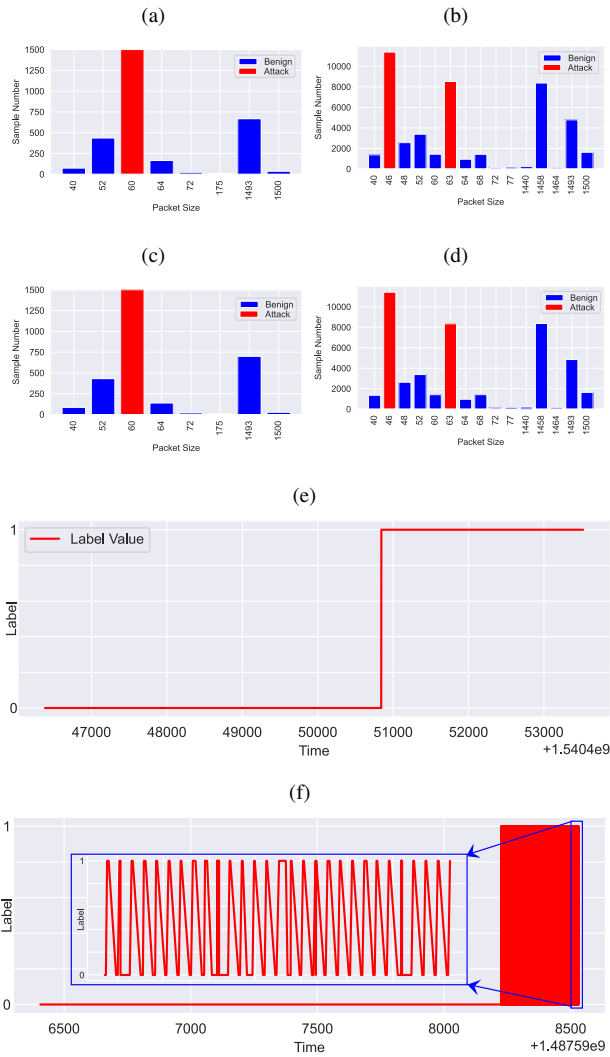 (a)
(b)
1500
1250
1000
750
500
250
0
Sample Number
Benign
Attack
40 52 60 64 72 175 1493 1500
Packet Size
10000
8000
6000
4000
2000
0
Sample Number
Benign
Attack
40 46 48 52 60 63 64 68 72 77 1440 1458 1464 1493 1500
Packet Size
(c)
(d)
1500
1250
1000
750
500
250
0
Sample Number
Benign
Attack
40 52 60 64 72 175 1493 1500
Packet Size
10000
8000
6000
4000
2000
0
Sample Number
Benign
Attack
40 46 48 52 60 63 64 68 72 77 1440 1458 1464 1493 1500
Packet Size
(e)
1
Label
0
Label Value
47000 48000 49000 50000 51000 52000 53000
Time
+1.5404e9
(f)
1
Label
0
1
Label
0
6500 7000 7500 8000 8500
Time
+1.48759e9